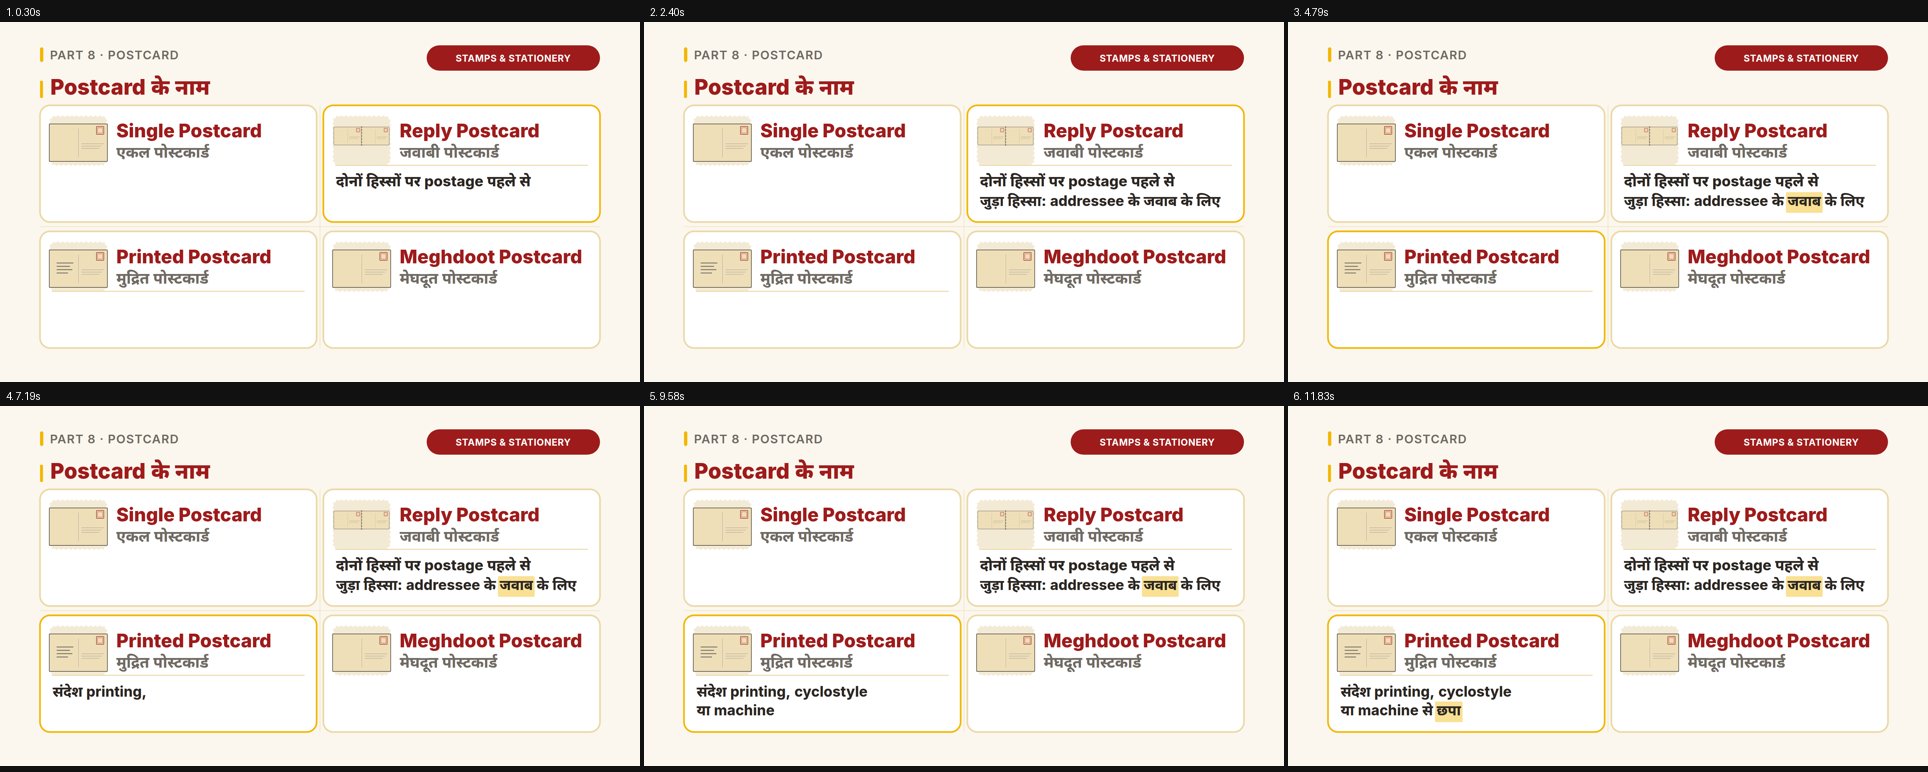 1. 0.30s
PART 8 · POSTCARD
STAMPS & STATIONERY
Postcard के नाम
Single Postcard
एकल पोस्टकार्ड
Reply Postcard
जवाबी पोस्टकार्ड
दोनों हिस्सों पर postage पहले से
Printed Postcard
मुद्रित पोस्टकार्ड
Meghdoot Postcard
मेघदूत पोस्टकार्ड
2. 2.40s
PART 8 · POSTCARD
STAMPS & STATIONERY
Postcard के नाम
Single Postcard
एकल पोस्टकार्ड
Reply Postcard
जवाबी पोस्टकार्ड
दोनों हिस्सों पर postage पहले से
जुड़ा हिस्सा: addressee के जवाब के लिए
Printed Postcard
मुद्रित पोस्टकार्ड
Meghdoot Postcard
मेघदूत पोस्टकार्ड
3. 4.79s
PART 8 · POSTCARD
STAMPS & STATIONERY
Postcard के नाम
Single Postcard
एकल पोस्टकार्ड
Reply Postcard
जवाबी पोस्टकार्ड
दोनों हिस्सों पर postage पहले से
जुड़ा हिस्सा: addressee के जवाब के लिए
Printed Postcard
मुद्रित पोस्टकार्ड
Meghdoot Postcard
मेघदूत पोस्टकार्ड
4. 7.19s
PART 8 · POSTCARD
STAMPS & STATIONERY
Postcard के नाम
Single Postcard
एकल पोस्टकार्ड
Reply Postcard
जवाबी पोस्टकार्ड
दोनों हिस्सों पर postage पहले से
जुड़ा हिस्सा: addressee के जवाब के लिए
Printed Postcard
मुद्रित पोस्टकार्ड
संदेश printing,
Meghdoot Postcard
मेघदूत पोस्टकार्ड
5. 9.58s
PART 8 · POSTCARD
STAMPS & STATIONERY
Postcard के नाम
Single Postcard
एकल पोस्टकार्ड
Reply Postcard
जवाबी पोस्टकार्ड
दोनों हिस्सों पर postage पहले से
जुड़ा हिस्सा: addressee के जवाब के लिए
Printed Postcard
मुद्रित पोस्टकार्ड
संदेश printing, cyclostyle
या machine
Meghdoot Postcard
मेघदूत पोस्टकार्ड
6. 11.83s
PART 8 · POSTCARD
STAMPS & STATIONERY
Postcard के नाम
Single Postcard
एकल पोस्टकार्ड
Reply Postcard
जवाबी पोस्टकार्ड
दोनों हिस्सों पर postage पहले से
जुड़ा हिस्सा: addressee के जवाब के लिए
Printed Postcard
मुद्रित पोस्टकार्ड
संदेश printing, cyclostyle
या machine से छपा
Meghdoot Postcard
मेघदूत पोस्टकार्ड